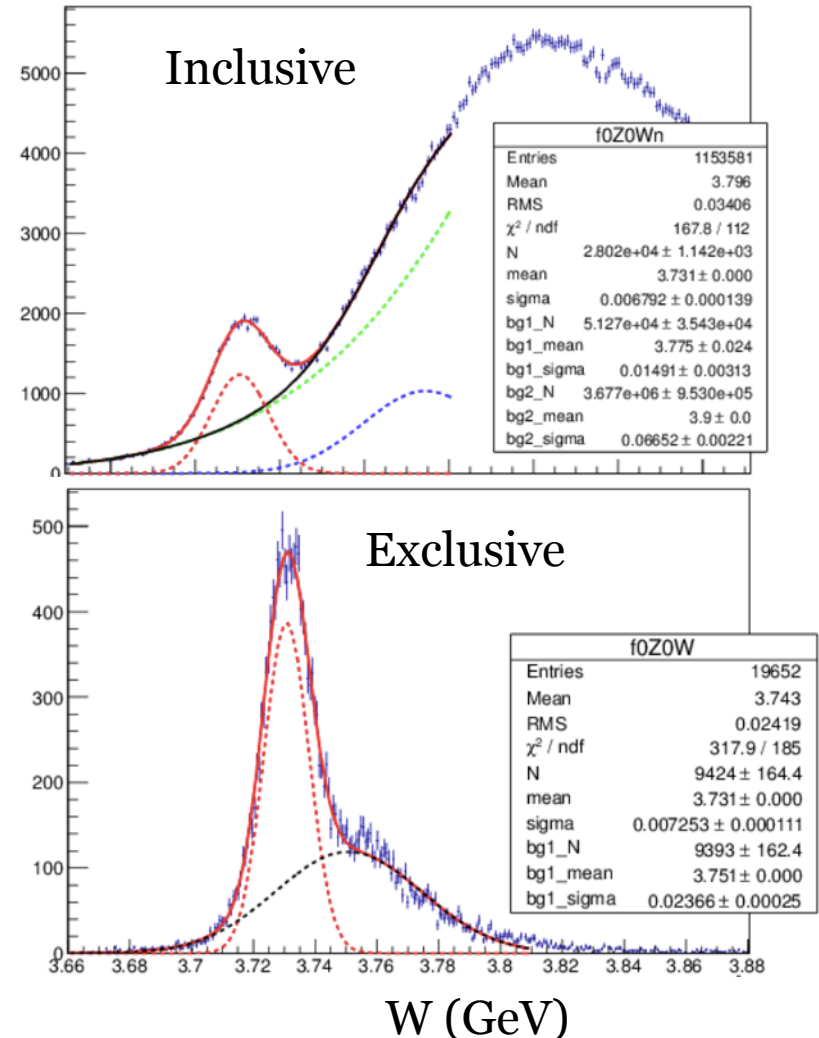 Inclusive
5000
4000
3000
2000
1000
0
f0Z0Wn
Entries 1153581
Mean 3.796
RMS 0.03406
χ² / ndf 167.8 / 112
N 2.802e+04 ± 1.142e+03
mean 3.731 ± 0.000
sigma 0.006792 ± 0.000139
bg1_N 5.127e+04 ± 3.543e+04
bg1_mean 3.775 ± 0.024
bg1_sigma 0.01491 ± 0.00313
bg2_N 3.677e+06 ± 9.530e+05
bg2_mean 3.9 ± 0.0
bg2_sigma 0.06652 ± 0.00221
Exclusive
500
400
300
200
100
0
f0Z0W
Entries 19652
Mean 3.743
RMS 0.02419
χ² / ndf 317.9 / 185
N 9424 ± 164.4
mean 3.731 ± 0.000
sigma 0.007253 ± 0.000111
bg1_N 9393 ± 162.4
bg1_mean 3.751 ± 0.000
bg1_sigma 0.02366 ± 0.00025
3.66 3.68 3.7 3.72 3.74 3.76 3.78 3.8 3.82 3.84 3.86 3.88
W (GeV)